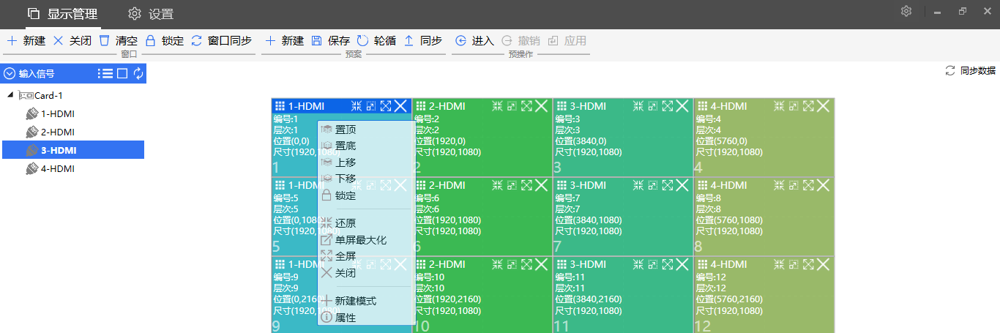 显示管理 设置
新建 关闭 清空 锁定 窗口同步 新建 保存 轮循 同步 进入 撤销 应用
窗口 预案 预操作
输入信号
同步数据
Card-1
1-HDMI
2-HDMI
3-HDMI
4-HDMI
1-HDMI
编号:1
层次:1
位置(0,0)
尺寸(1920,1080)
1
2-HDMI
编号:2
层次:2
位置(1920,0)
尺寸(1920,1080)
2
3-HDMI
编号:3
层次:3
位置(3840,0)
尺寸(1920,1080)
3
4-HDMI
编号:4
层次:4
位置(5760,0)
尺寸(1920,1080)
4
1-HDMI
编号:5
层次:5
位置(0,1080)
尺寸(1920,1080)
5
2-HDMI
编号:6
层次:6
位置(1920,1080)
尺寸(1920,1080)
6
3-HDMI
编号:7
层次:7
位置(3840,1080)
尺寸(1920,1080)
7
4-HDMI
编号:8
层次:8
位置(5760,1080)
尺寸(1920,1080)
8
1-HDMI
编号:9
层次:9
位置(0,2160)
尺寸(1920,1080)
9
2-HDMI
编号:10
层次:10
位置(1920,2160)
尺寸(1920,1080)
10
3-HDMI
编号:11
层次:11
位置(3840,2160)
尺寸(1920,1080)
11
4-HDMI
编号:12
层次:12
位置(5760,2160)
尺寸(1920,1080)
12
置顶
置底
上移
下移
锁定
还原
单屏最大化
全屏
关闭
新建模式
属性